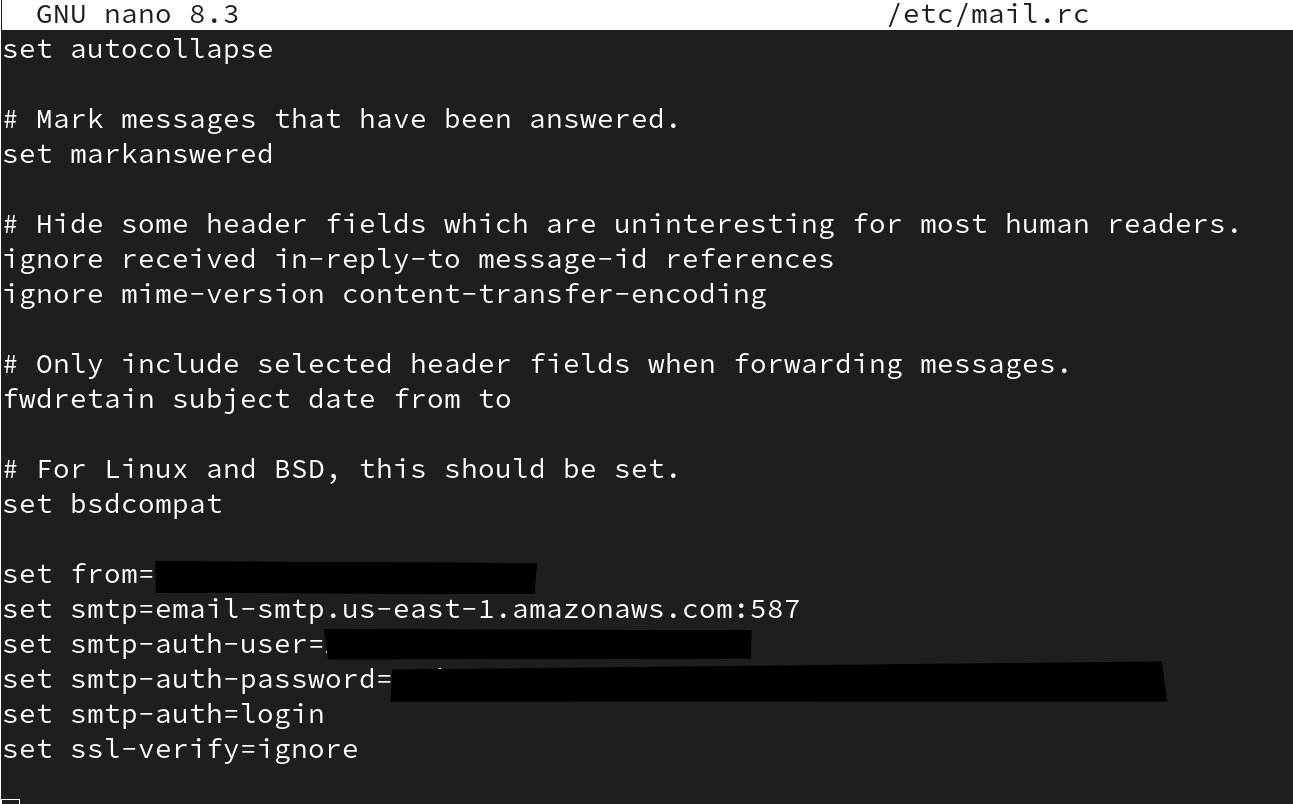 GNU nano 8.3 /etc/mail.rc
set autocollapse
# Mark messages that have been answered.
set markanswered
# Hide some header fields which are uninteresting for most human readers.
ignore received in-reply-to message-id references
ignore mime-version content-transfer-encoding
# Only include selected header fields when forwarding messages.
fwdretain subject date from to
# For Linux and BSD, this should be set.
set bsdcompat
set from=
set smtp=email-smtp.us-east-1.amazonaws.com:587
set smtp-auth-user=
set smtp-auth-password=
set smtp-auth=login
set ssl-verify=ignore